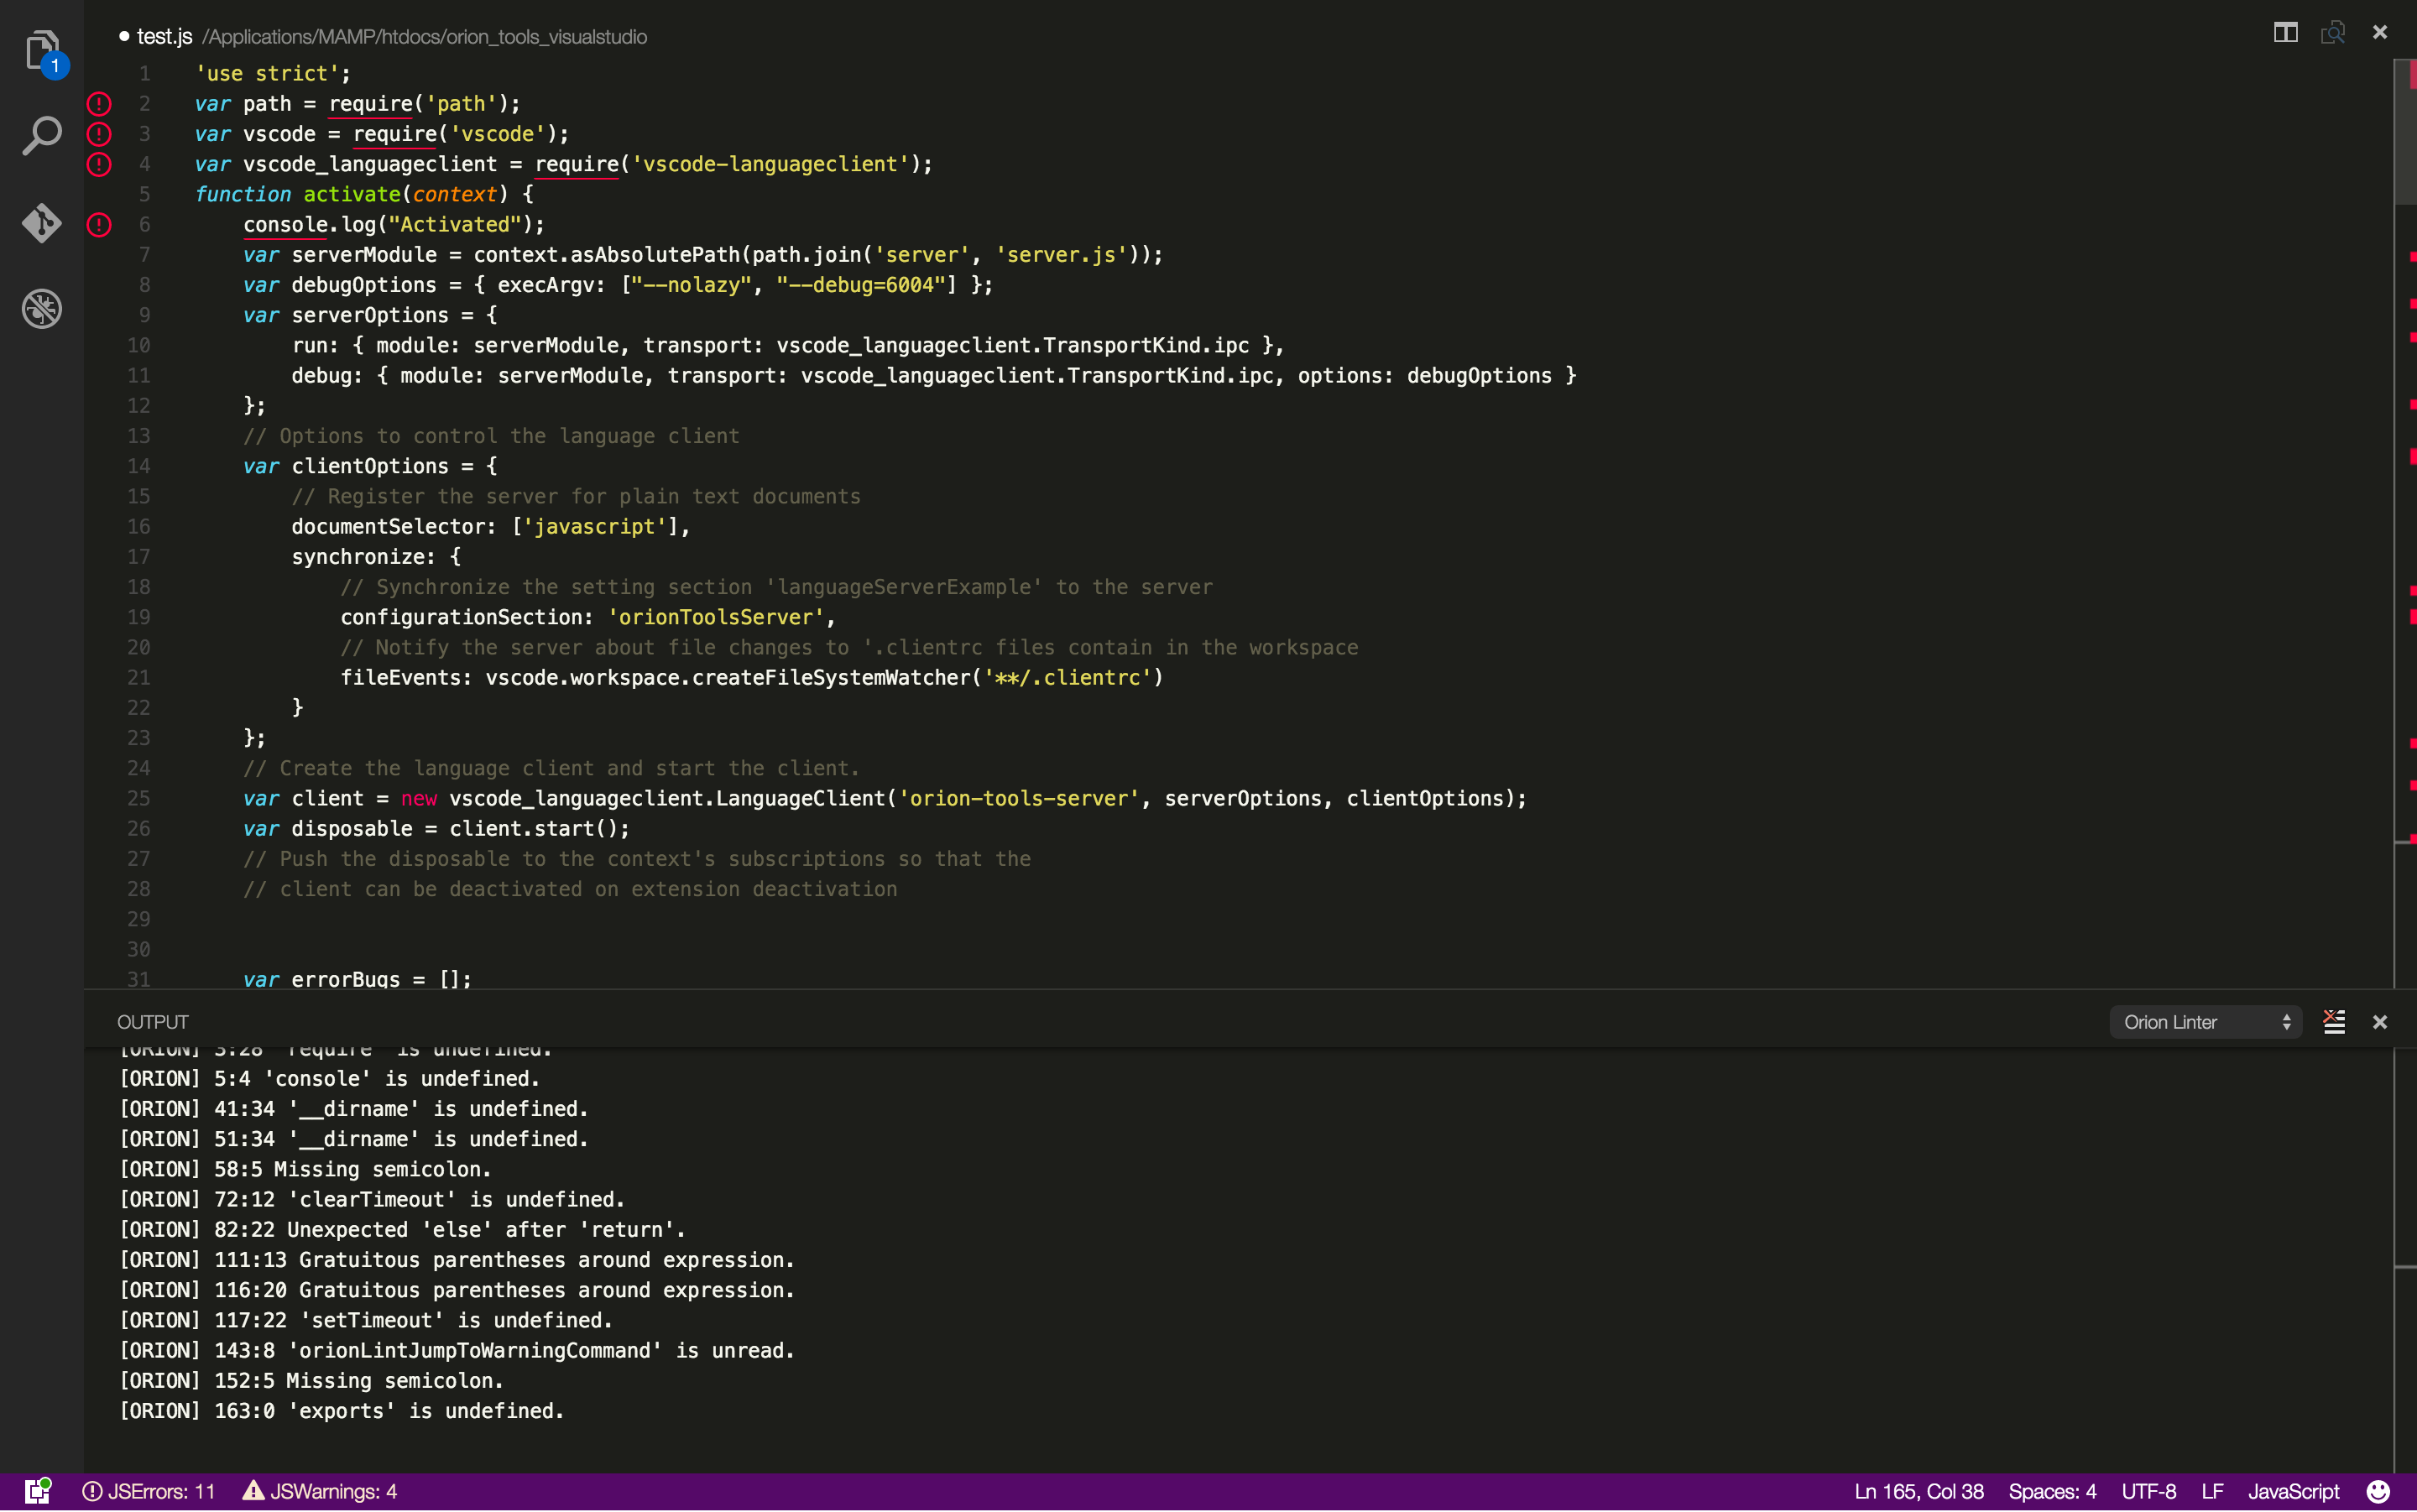 1
● test.js /Applications/MAMP/htdocs/orion_tools_visualstudio
1 'use strict';
2 var path = require('path');
3 var vscode = require('vscode');
4 var vscode_languageclient = require('vscode-languageclient');
5 function activate(context) {
6     console.log("Activated");
7     var serverModule = context.asAbsolutePath(path.join('server', 'server.js'));
8     var debugOptions = { execArgv: ["--nolazy", "--debug=6004"] };
9     var serverOptions = {
10         run: { module: serverModule, transport: vscode_languageclient.TransportKind.ipc },
11         debug: { module: serverModule, transport: vscode_languageclient.TransportKind.ipc, options: debugOptions }
12     };
13     // Options to control the language client
14     var clientOptions = {
15         // Register the server for plain text documents
16         documentSelector: ['javascript'],
17         synchronize: {
18             // Synchronize the setting section 'languageServerExample' to the server
19             configurationSection: 'orionToolsServer',
20             // Notify the server about file changes to '.clientrc files contain in the workspace
21             fileEvents: vscode.workspace.createFileSystemWatcher('**/.clientrc')
22         }
23     };
24     // Create the language client and start the client.
25     var client = new vscode_languageclient.LanguageClient('orion-tools-server', serverOptions, clientOptions);
26     var disposable = client.start();
27     // Push the disposable to the context's subscriptions so that the
28     // client can be deactivated on extension deactivation
29
30
31     var errorBugs = [];
OUTPUT
Orion Linter
[ORION] 3:28 'require' is undefined.
[ORION] 5:4 'console' is undefined.
[ORION] 41:34 '__dirname' is undefined.
[ORION] 51:34 '__dirname' is undefined.
[ORION] 58:5 Missing semicolon.
[ORION] 72:12 'clearTimeout' is undefined.
[ORION] 82:22 Unexpected 'else' after 'return'.
[ORION] 111:13 Gratuitous parentheses around expression.
[ORION] 116:20 Gratuitous parentheses around expression.
[ORION] 117:22 'setTimeout' is undefined.
[ORION] 143:8 'orionLintJumpToWarningCommand' is unread.
[ORION] 152:5 Missing semicolon.
[ORION] 163:0 'exports' is undefined.
JSErrors: 11 JSWarnings: 4 Ln 165, Col 38 Spaces: 4 UTF-8 LF JavaScript